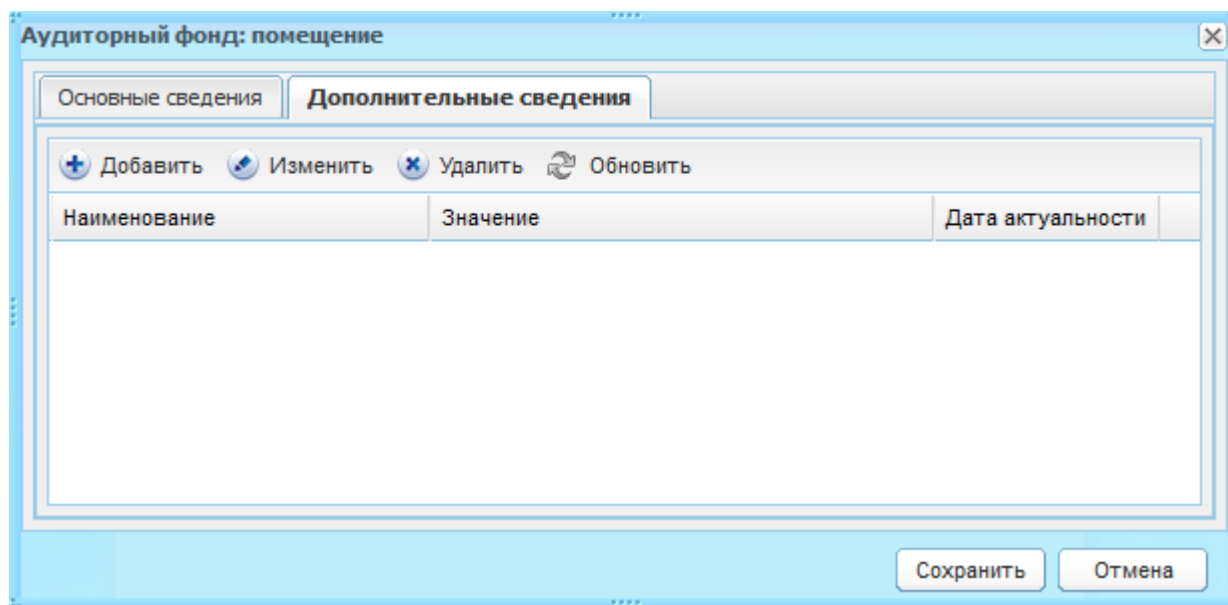 Аудиторный фонд: помещение
Основные сведения Дополнительные сведения
Добавить Изменить Удалить Обновить
Наименование Значение Дата актуальности
Сохранить Отмена